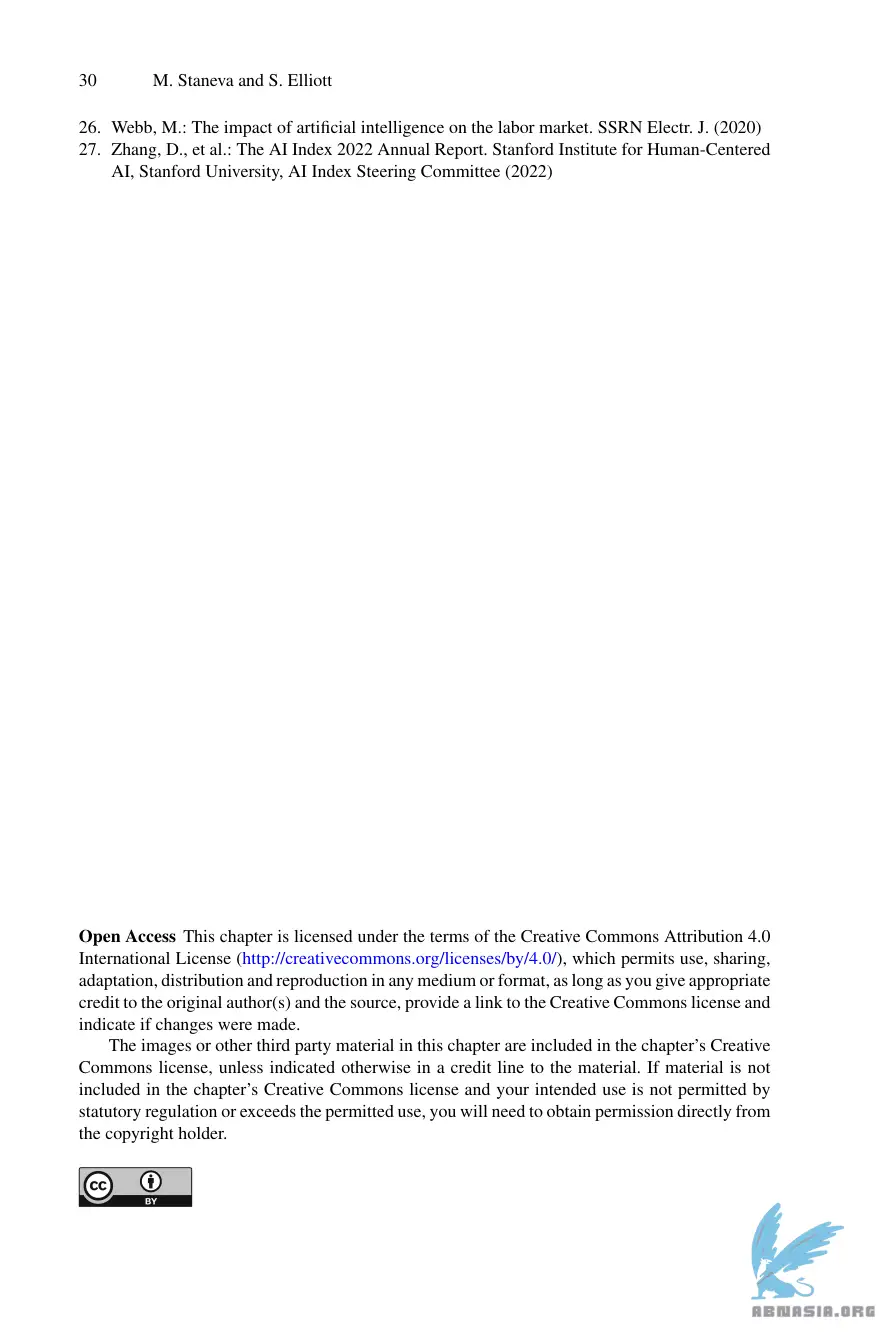 30 M. Staneva and S. Elliott
26. Webb, M.: The impact of artificial intelligence on the labor market. SSRN Electr. J. (2020)
27. Zhang, D., et al.: The AI Index 2022 Annual Report. Stanford Institute for Human-Centered
AI, Stanford University, AI Index Steering Committee (2022)
Open Access This chapter is licensed under the terms of the Creative Commons Attribution 4.0
International License (http://creativecommons.org/licenses/by/4.0/), which permits use, sharing,
adaptation, distribution and reproduction in any medium or format, as long as you give appropriate
credit to the original author(s) and the source, provide a link to the Creative Commons license and
indicate if changes were made.
The images or other third party material in this chapter are included in the chapter's Creative
Commons license, unless indicated otherwise in a credit line to the material. If material is not
included in the chapter's Creative Commons license and your intended use is not permitted by
statutory regulation or exceeds the permitted use, you will need to obtain permission directly from
the copyright holder.
CC
BY
ABNASIA.ORG